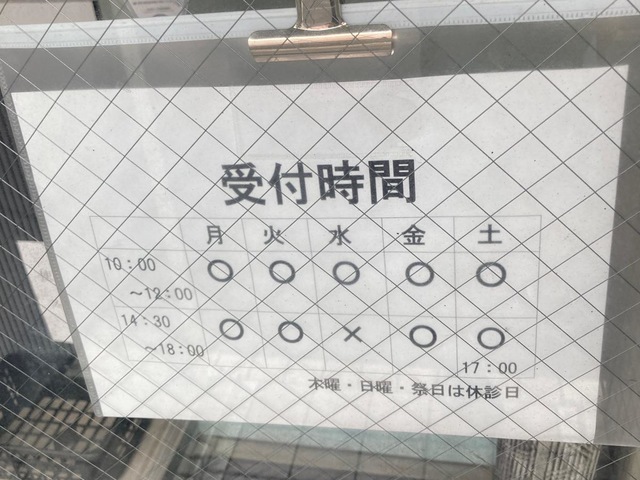 受付時間
月 火 水 金 土
10:00 ○ ○ ○ ○ ○
～12:00
14:30 ○ ○ × ○ ○
～18:00 17:00
木曜・日曜・祭日は休診日